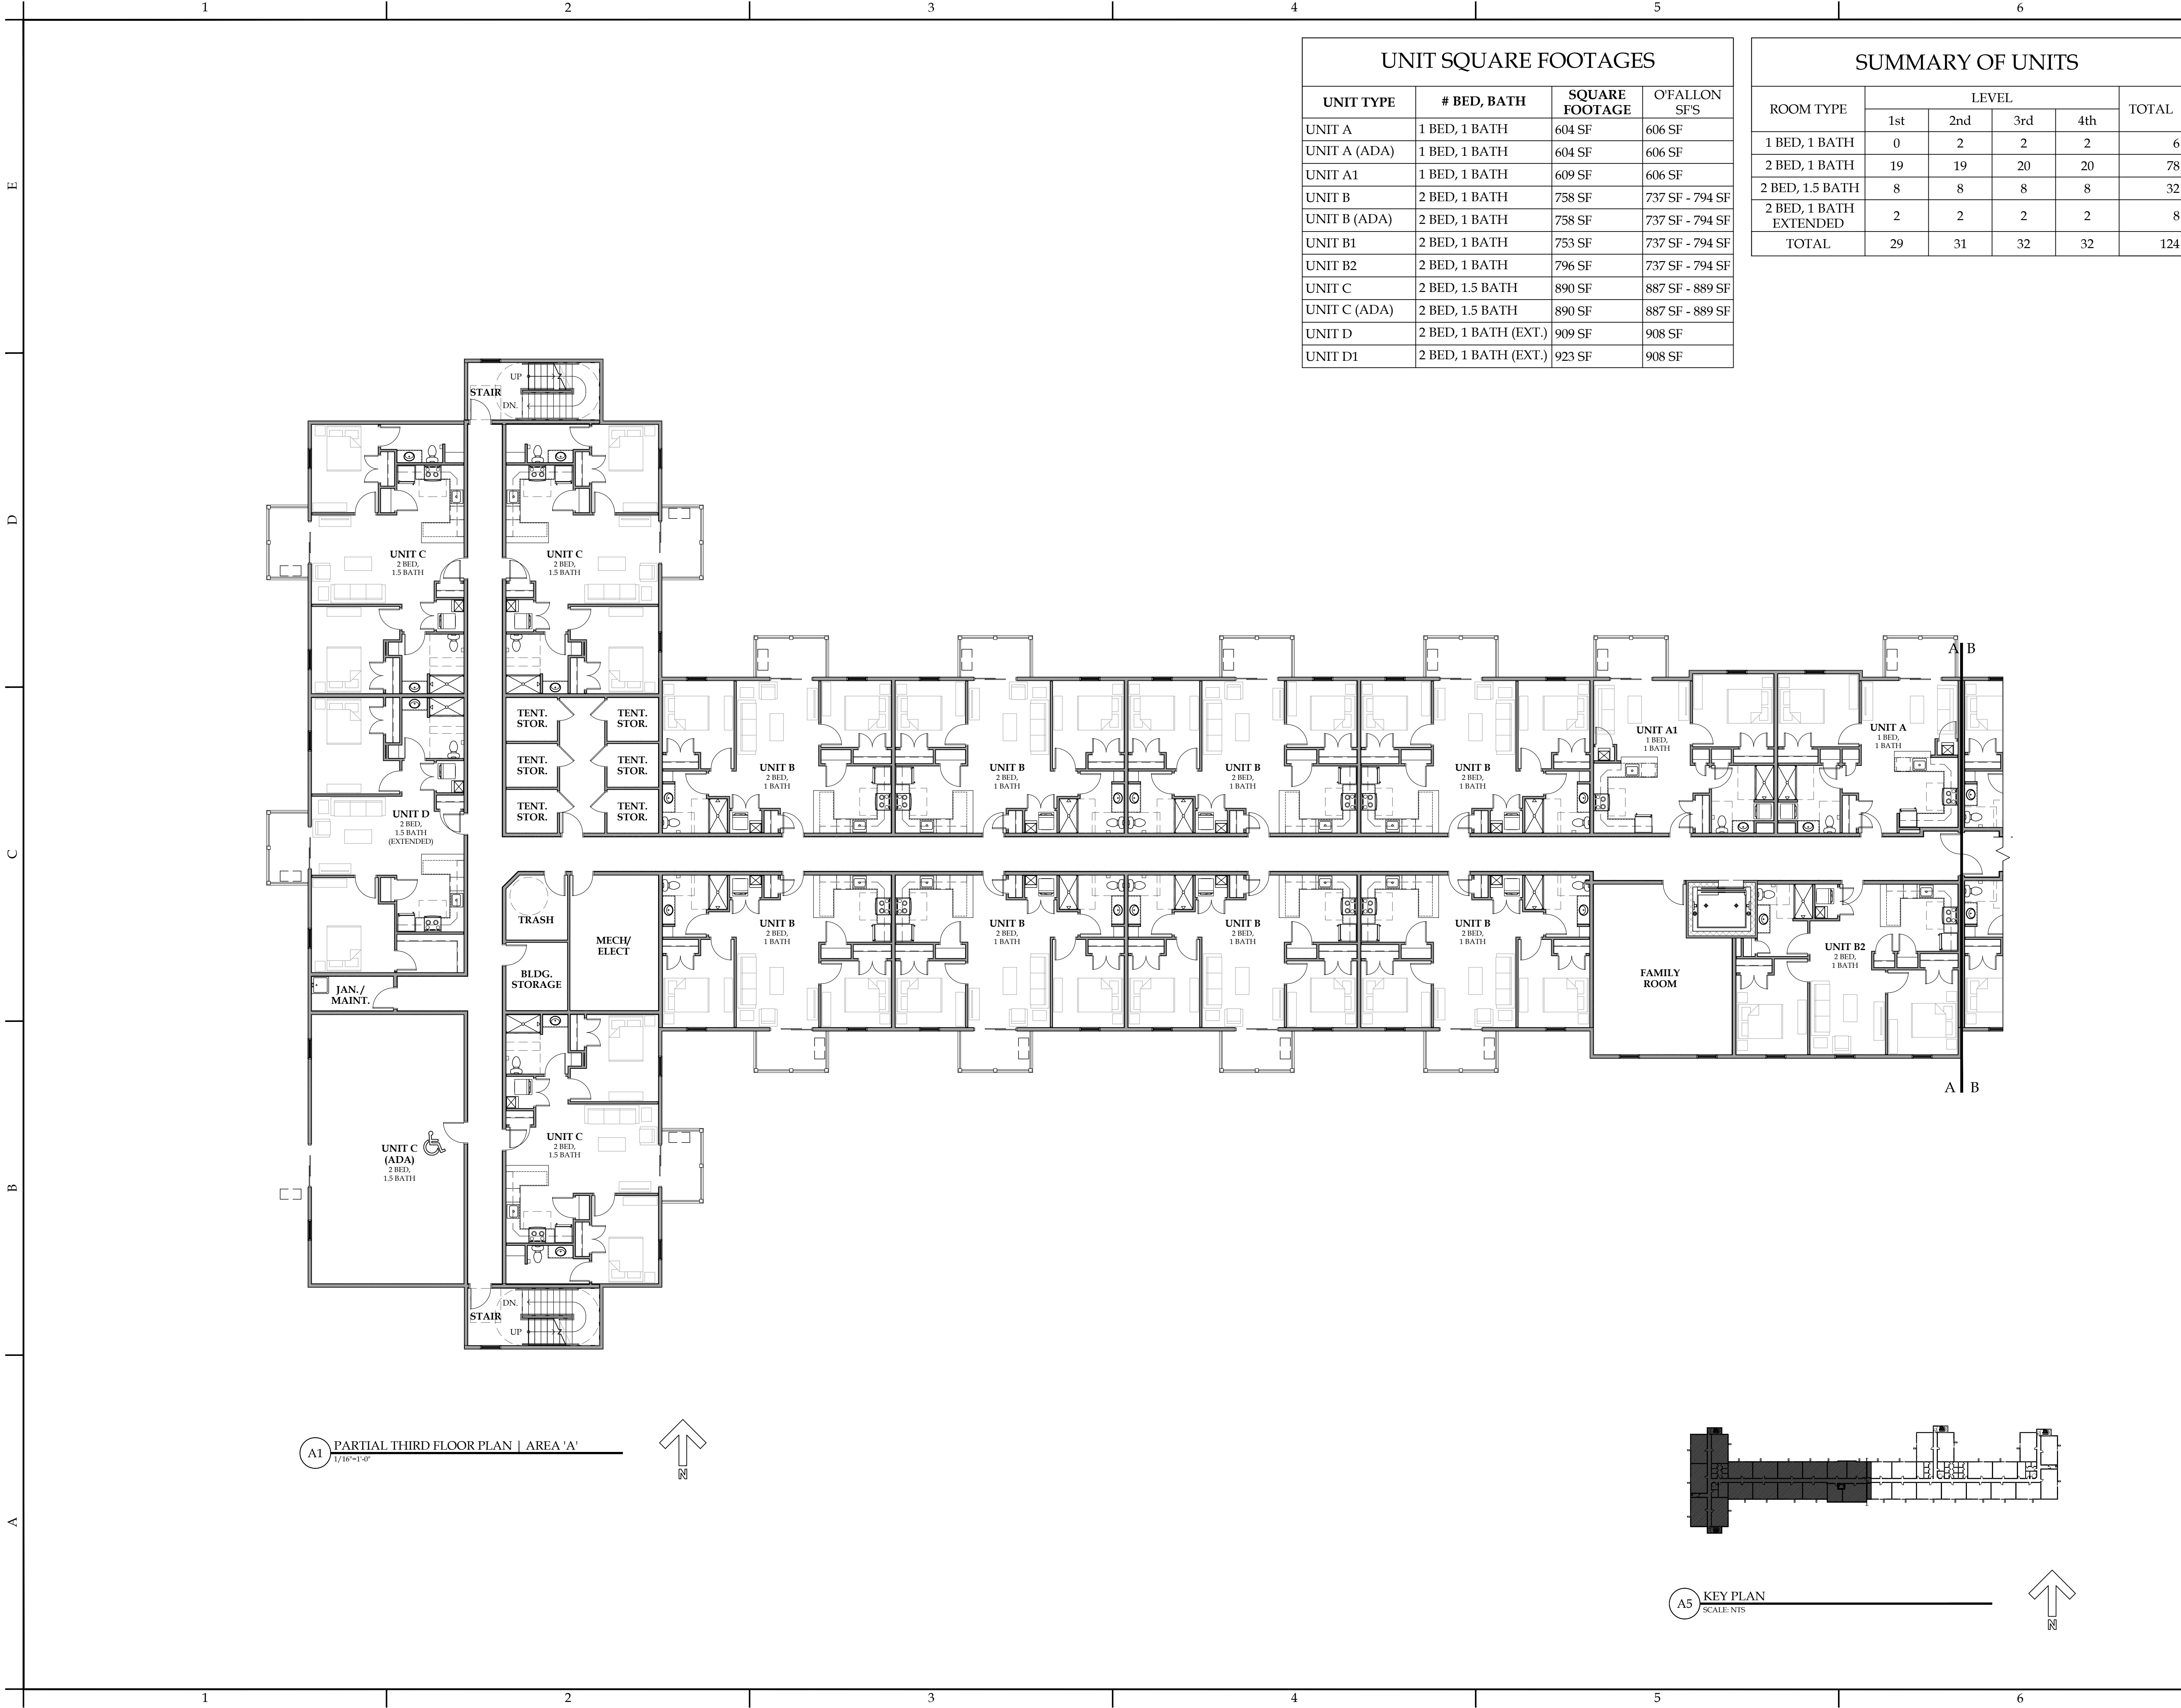 1 2 3 4 5 6
UNIT SQUARE FOOTAGES
UNIT TYPE # BED, BATH SQUARE FOOTAGE O'FALLON SF'S
UNIT A 1 BED, 1 BATH 604 SF 606 SF
UNIT A (ADA) 1 BED, 1 BATH 604 SF 606 SF
UNIT A1 1 BED, 1 BATH 609 SF 606 SF
UNIT B 2 BED, 1 BATH 758 SF 737 SF - 794 SF
UNIT B (ADA) 2 BED, 1 BATH 758 SF 737 SF - 794 SF
UNIT B1 2 BED, 1 BATH 753 SF 737 SF - 794 SF
UNIT B2 2 BED, 1 BATH 796 SF 737 SF - 794 SF
UNIT C 2 BED, 1.5 BATH 890 SF 887 SF - 889 SF
UNIT C (ADA) 2 BED, 1.5 BATH 890 SF 887 SF - 889 SF
UNIT D 2 BED, 1 BATH (EXT.) 909 SF 908 SF
UNIT D1 2 BED, 1 BATH (EXT.) 923 SF 908 SF
SUMMARY OF UNITS
ROOM TYPE LEVEL TOTAL
1st 2nd 3rd 4th
1 BED, 1 BATH 0 2 2 2 6
2 BED, 1 BATH 19 19 20 20 78
2 BED, 1.5 BATH 8 8 8 8 32
2 BED, 1 BATH
EXTENDED 2 2 2 2 8
TOTAL 29 31 32 32 124
E
D
C
B
A
UP
STAIR
DN.
UNIT C
2 BED,
1.5 BATH
UNIT C
2 BED,
1.5 BATH
A B
TENT.
STOR.
TENT.
STOR.
TENT.
STOR.
TENT.
STOR.
TENT.
STOR.
TENT.
STOR.
UNIT A1
1 BED,
1 BATH
UNIT A
1 BED,
1 BATH
UNIT B
2 BED,
1 BATH
UNIT B
2 BED,
1 BATH
UNIT B
2 BED,
1 BATH
UNIT B
2 BED,
1 BATH
UNIT D
2 BED,
1.5 BATH
(EXTENDED)
TRASH
MECH/
ELECT
BLDG.
STORAGE
JAN./
MAINT.
UNIT B
2 BED,
1 BATH
UNIT B
2 BED,
1 BATH
UNIT B
2 BED,
1 BATH
UNIT B
2 BED,
1 BATH
FAMILY
ROOM
UNIT B2
2 BED,
1 BATH
A B
UNIT C
(ADA)
2 BED,
1.5 BATH
UNIT C
2 BED,
1.5 BATH
DN.
STAIR
UP
A1 PARTIAL THIRD FLOOR PLAN | AREA 'A'
1/16"=1'-0"
N
A5 KEY PLAN
SCALE: NTS
N
1 2 3 4 5 6